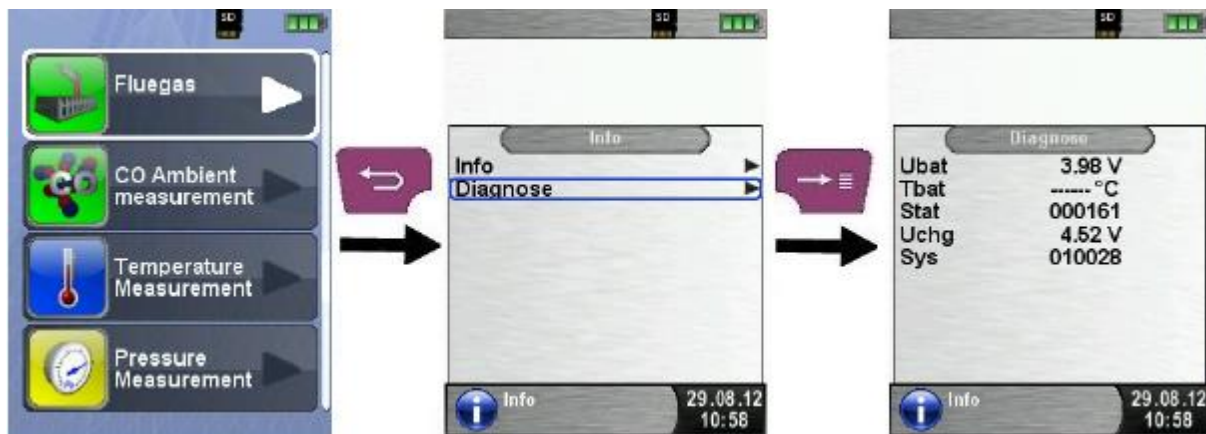 SD
Fluegas
CO
CO Ambient
measurement
Temperature
Measurement
Pressure
Measurement
SD
Info
Info
Diagnose
Info
29.08.12
10:58
SD
Diagnose
Ubat 3.98 V
Tbat ------ °C
Stat 000161
Uchg 4.52 V
Sys 010028
Info
29.08.12
10:58